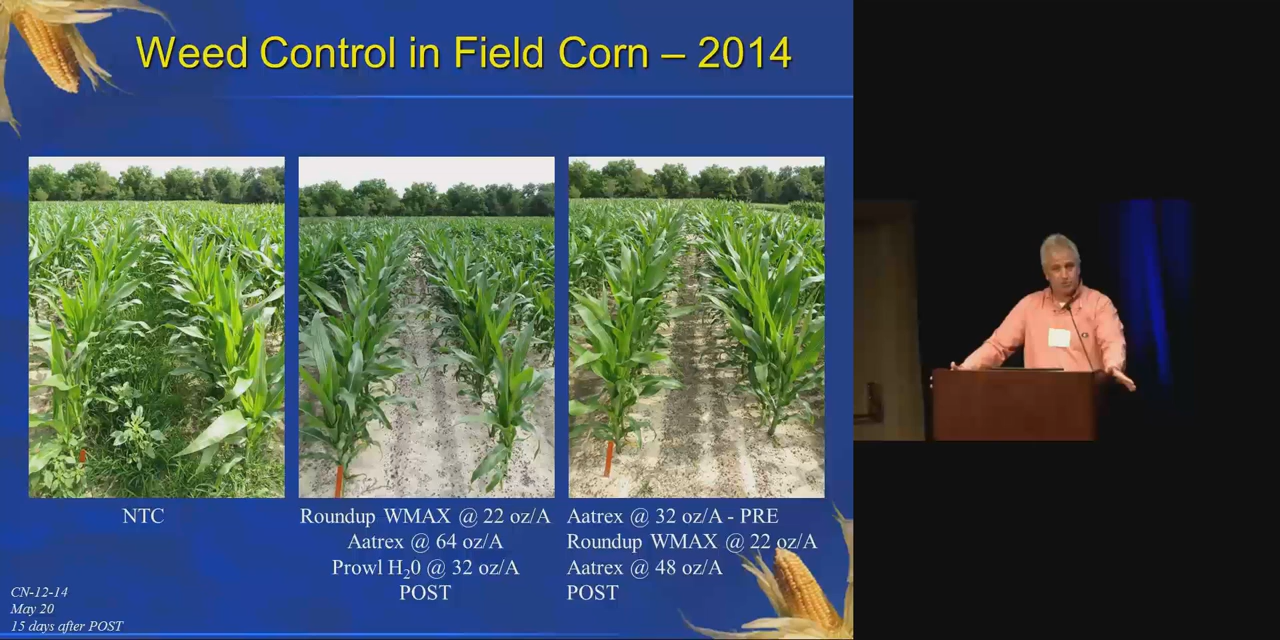 Weed Control in Field Corn – 2014
NTC
Roundup WMAX @ 22 oz/A
Aatrex @ 64 oz/A
Prowl H₂0 @ 32 oz/A
POST
Aatrex @ 32 oz/A - PRE
Roundup WMAX @ 22 oz/A
Aatrex @ 48 oz/A
POST
CN-12-14
May 20
15 days after POST